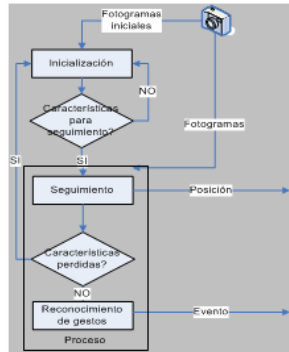 Fotogramas
iniciales
Inicialización
NO
Características
para
seguimiento?
Fotogramas
SI
SI
Seguimiento
Posición
Características
perdidas?
NO
Reconocimiento
de gestos
Evento
Proceso